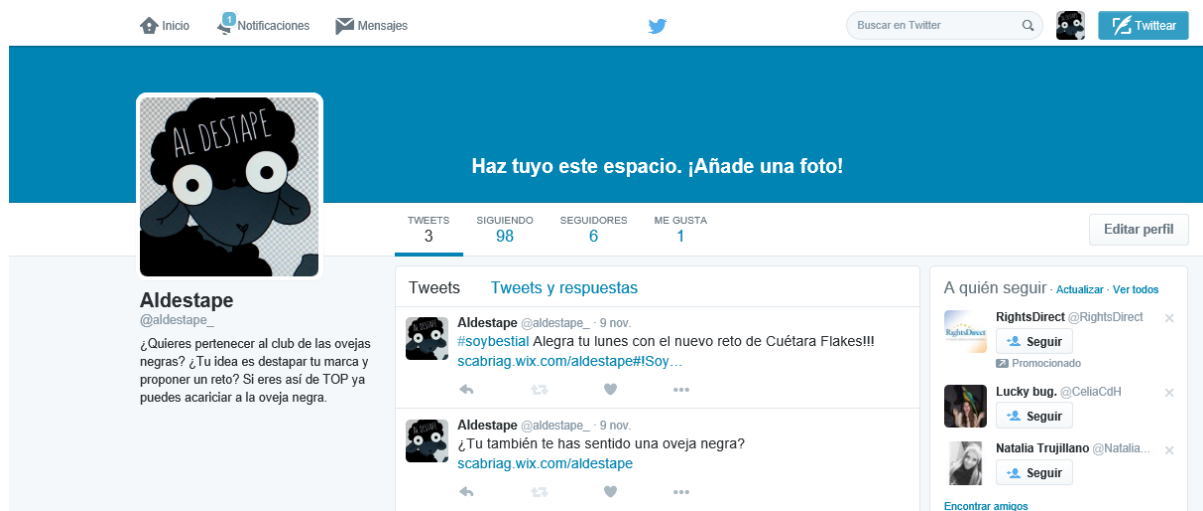 Inicio
1
Notificaciones
Mensajes
Buscar en Twitter
Twittear
AL DESTAPE
Haz tuyo este espacio. ¡Añade una foto!
TWEETS
3
SIGUIENDO
98
SEGUIDORES
6
ME GUSTA
1
Editar perfil
Aldestape
@aldestape_
¿Quieres pertenecer al club de las ovejas
negras? ¿Tu idea es destapar tu marca y
proponer un reto? Si eres así de TOP ya
puedes acariciar a la oveja negra.
Tweets
Tweets y respuestas
AL DESTAPE
Aldestape @aldestape_ · 9 nov.
#soybestial Alegra tu lunes con el nuevo reto de Cuétara Flakes!!!
scabriag.wix.com/aldestape#!Soy…
AL DESTAPE
Aldestape @aldestape_ · 9 nov.
¿Tu también te has sentido una oveja negra?
scabriag.wix.com/aldestape
A quién seguir · Actualizar · Ver todos
RightsDirect
RightsDirect @RightsDirect
Seguir
Promocionado
Lucky bug. @CeliaCdH
Seguir
Natalia Trujillano @Natalia...
Seguir
Encontrar amigos